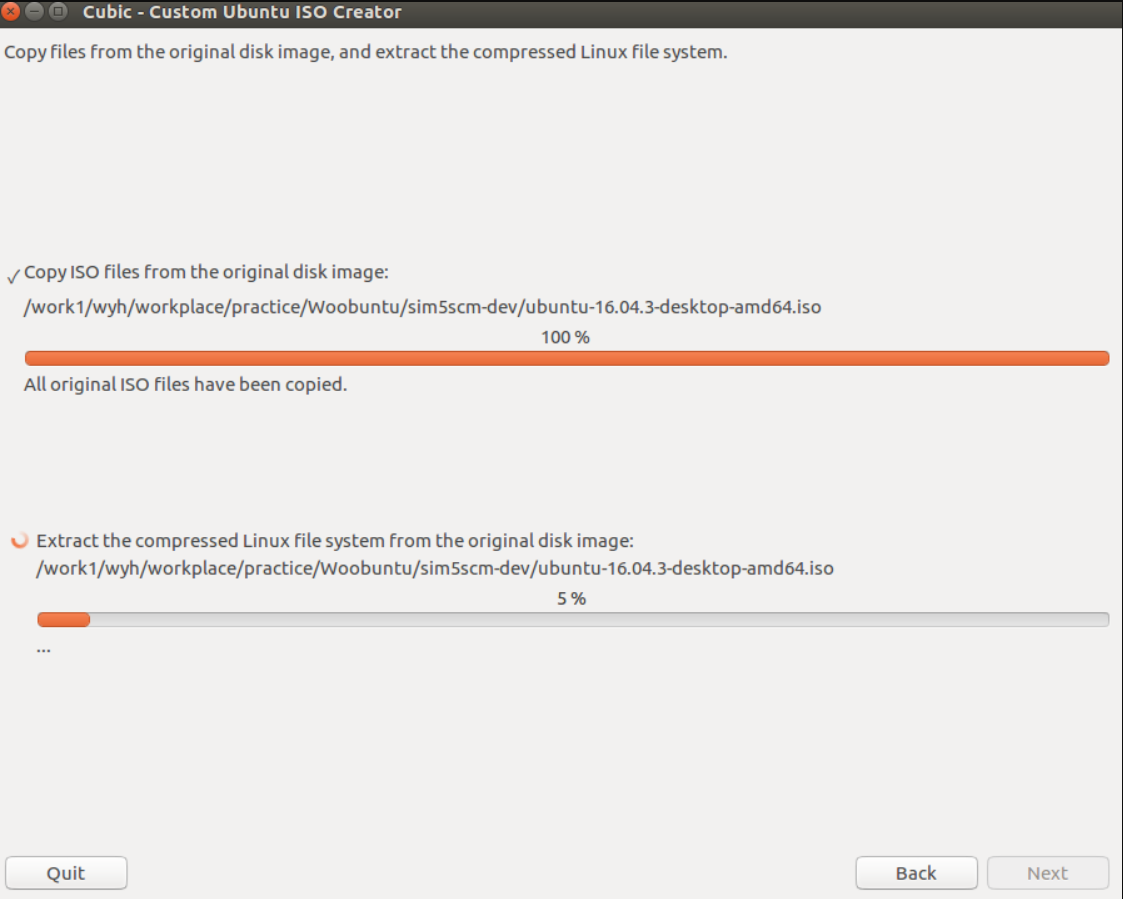 Cubic - Custom Ubuntu ISO Creator
Copy files from the original disk image, and extract the compressed Linux file system.
Copy ISO files from the original disk image:
/work1/wyh/workplace/practice/Woobuntu/sim5scm-dev/ubuntu-16.04.3-desktop-amd64.iso
100 %
All original ISO files have been copied.
Extract the compressed Linux file system from the original disk image:
/work1/wyh/workplace/practice/Woobuntu/sim5scm-dev/ubuntu-16.04.3-desktop-amd64.iso
5 %
...
Quit
Back
Next